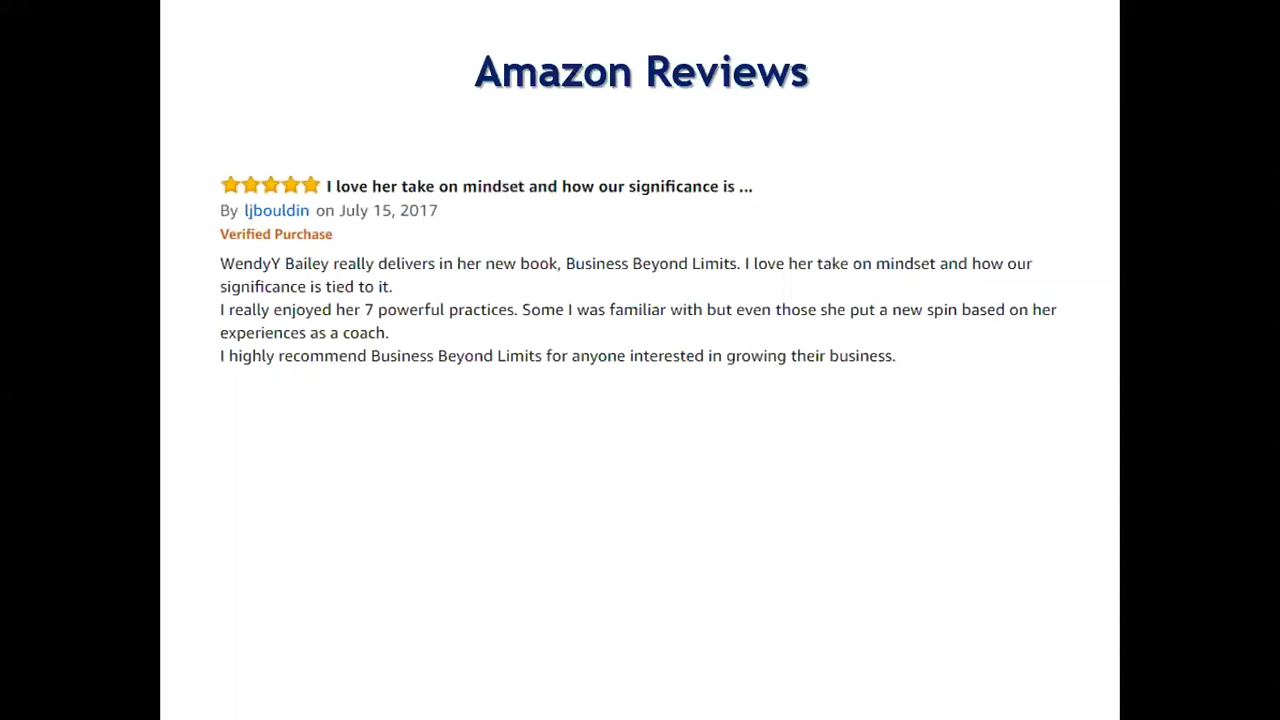 Amazon Reviews
I love her take on mindset and how our significance is ...
By ljbouldin on July 15, 2017
Verified Purchase
WendyY Bailey really delivers in her new book, Business Beyond Limits. I love her take on mindset and how our
significance is tied to it.
I really enjoyed her 7 powerful practices. Some I was familiar with but even those she put a new spin based on her
experiences as a coach.
I highly recommend Business Beyond Limits for anyone interested in growing their business.